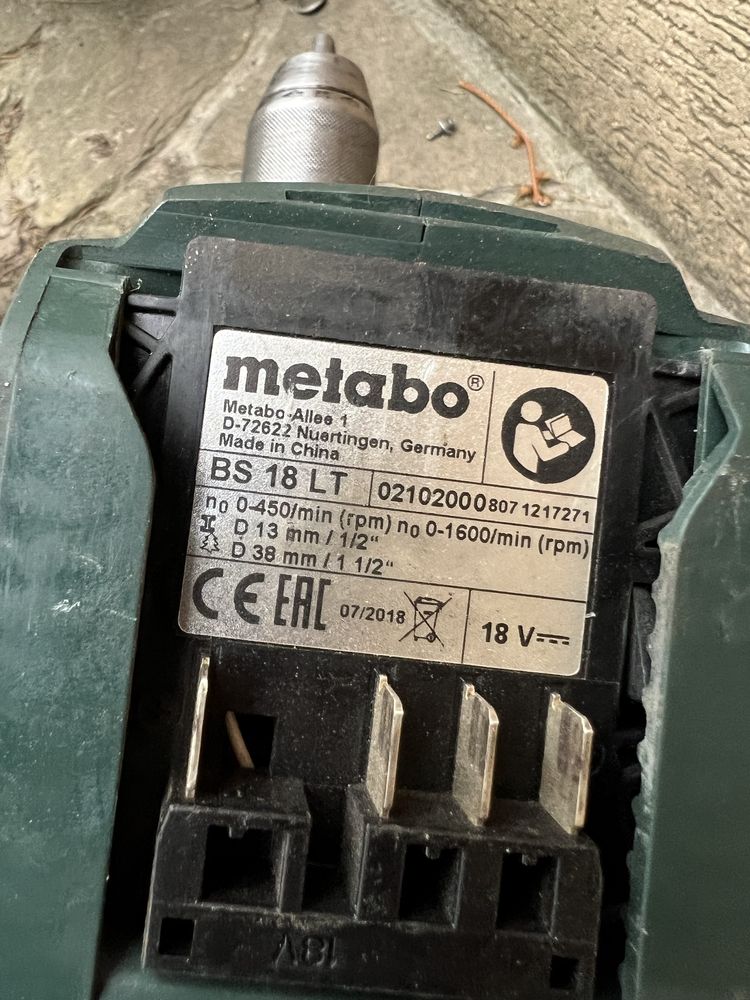 metabo®
Metabo-Allee 1
D-72622 Nuertingen, Germany
Made in China
BS 18 LT
02102000 8071217271
n0 0-450/min (rpm) n0 0-1600/min (rpm)
D 13 mm / 1/2"
D 38 mm / 1 1/2"
CE EAC 07/2018
18 V
18V